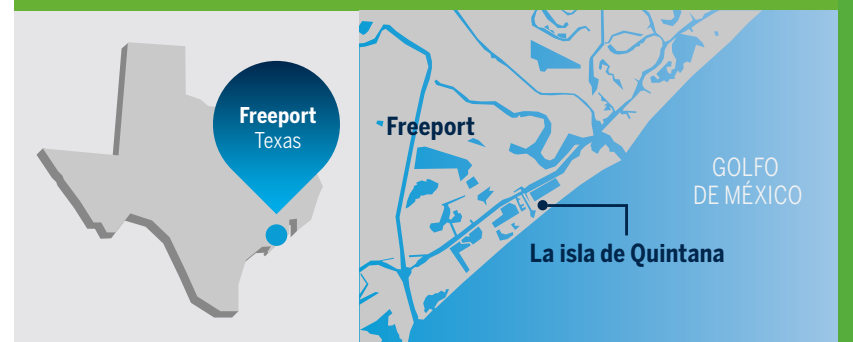 Freeport
Texas
Freeport
GOLFO
DE MÉXICO
La isla de Quintana